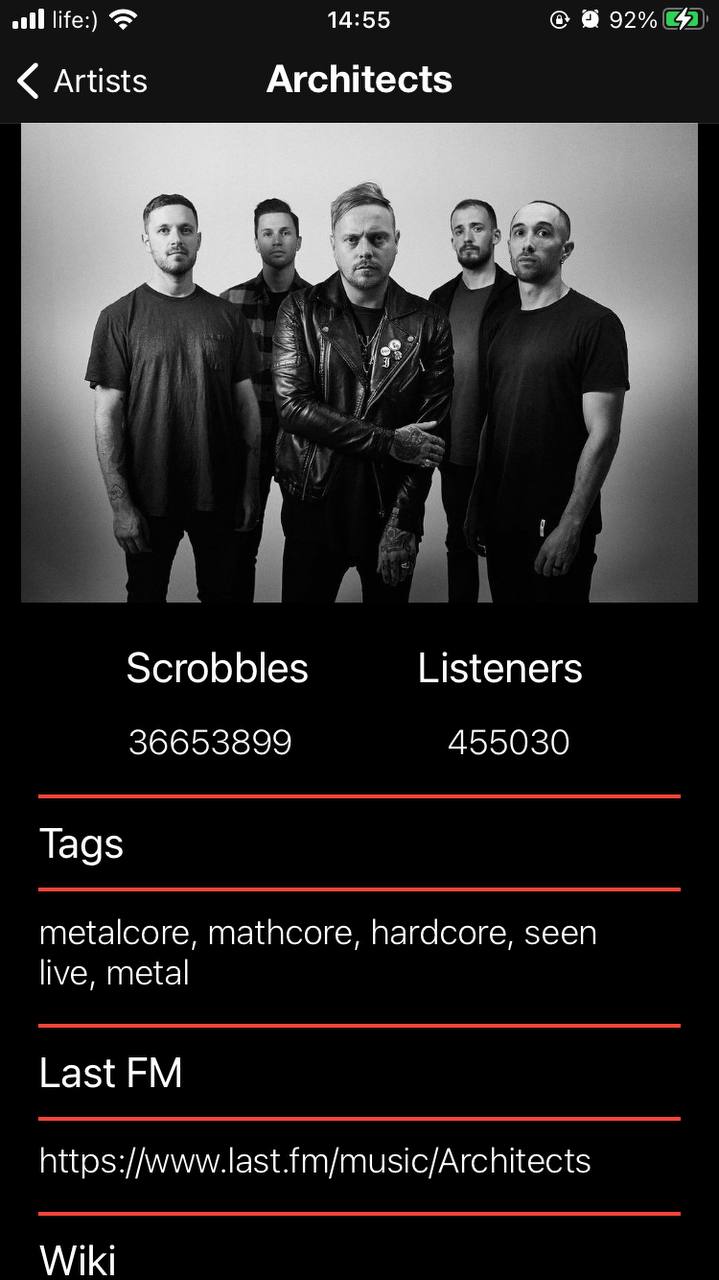 life:) 14:55 92%
Artists Architects
Scrobbles Listeners
36653899 455030
Tags
metalcore, mathcore, hardcore, seen
live, metal
Last FM
https://www.last.fm/music/Architects
Wiki